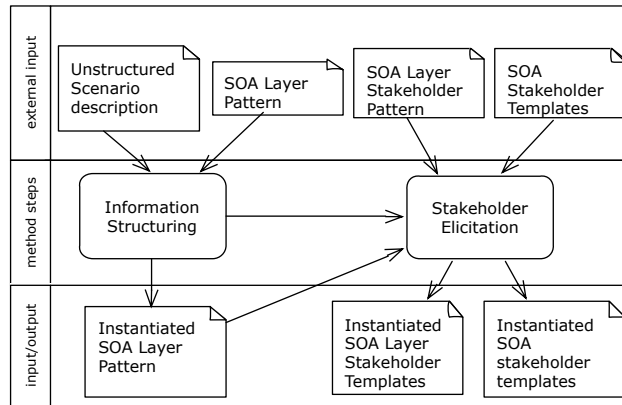 external input
Unstructured
Scenario
description
SOA Layer
Pattern
SOA Layer
Stakeholder
Pattern
SOA
Stakeholder
Templates
method steps
Information
Structuring
Stakeholder
Elicitation
input/output
Instantiated
SOA Layer
Pattern
Instantiated
SOA Layer
Stakeholder
Templates
Instantiated
SOA
stakeholder
templates